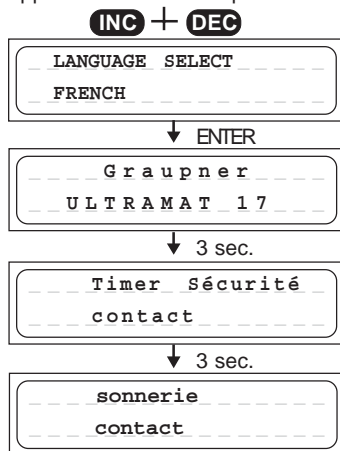 INC + DEC
LANGUAGE SELECT
FRENCH
ENTER
Graupner
ULTRAMAT 17
3 sec.
Timer Sécurité
contact
3 sec.
sonnerie
contact